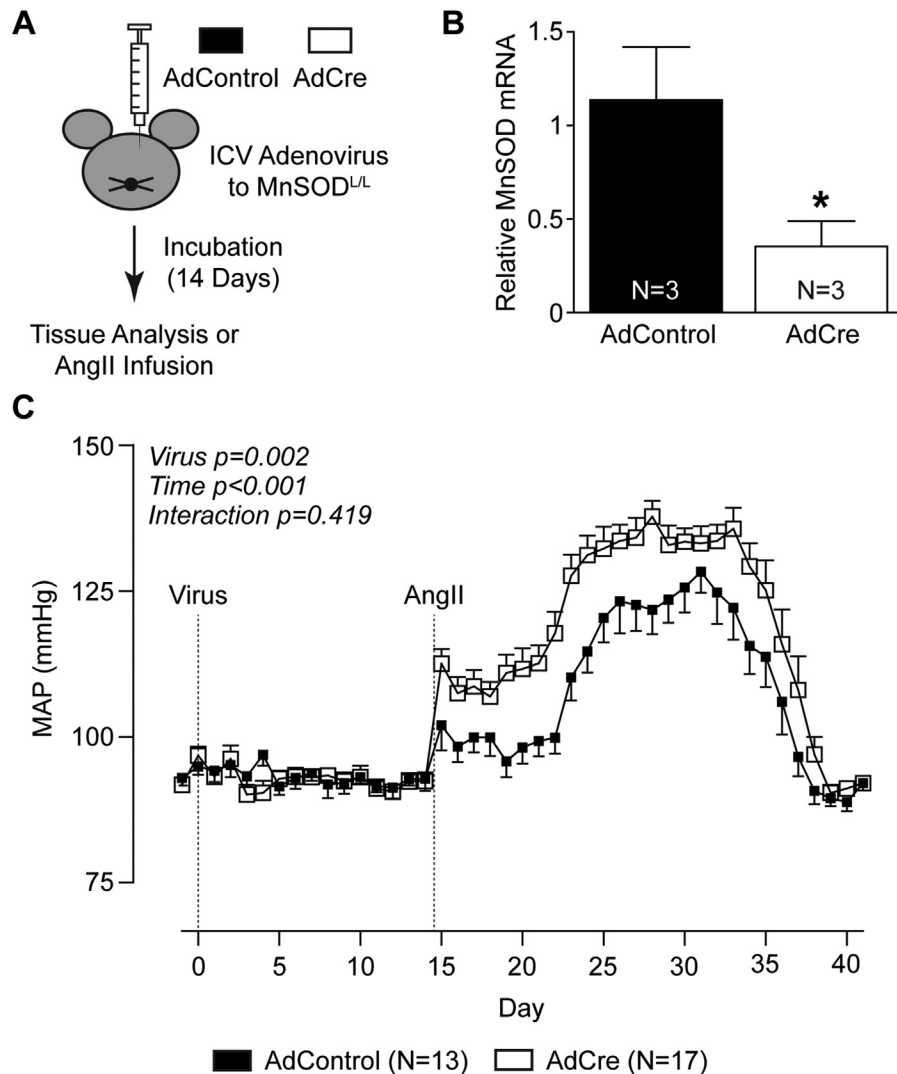 A
AdControl AdCre
ICV Adenovirus
to MnSOD^L/L
Incubation
(14 Days)
Tissue Analysis or
AngII Infusion
B
Relative MnSOD mRNA
1.5
1
0.5
0
*
N=3 N=3
AdControl AdCre
C
MAP (mmHg)
150
125
100
75
Virus p=0.002
Time p<0.001
Interaction p=0.419
Virus AngII
0 5 10 15 20 25 30 35 40
Day
AdControl (N=13) AdCre (N=17)